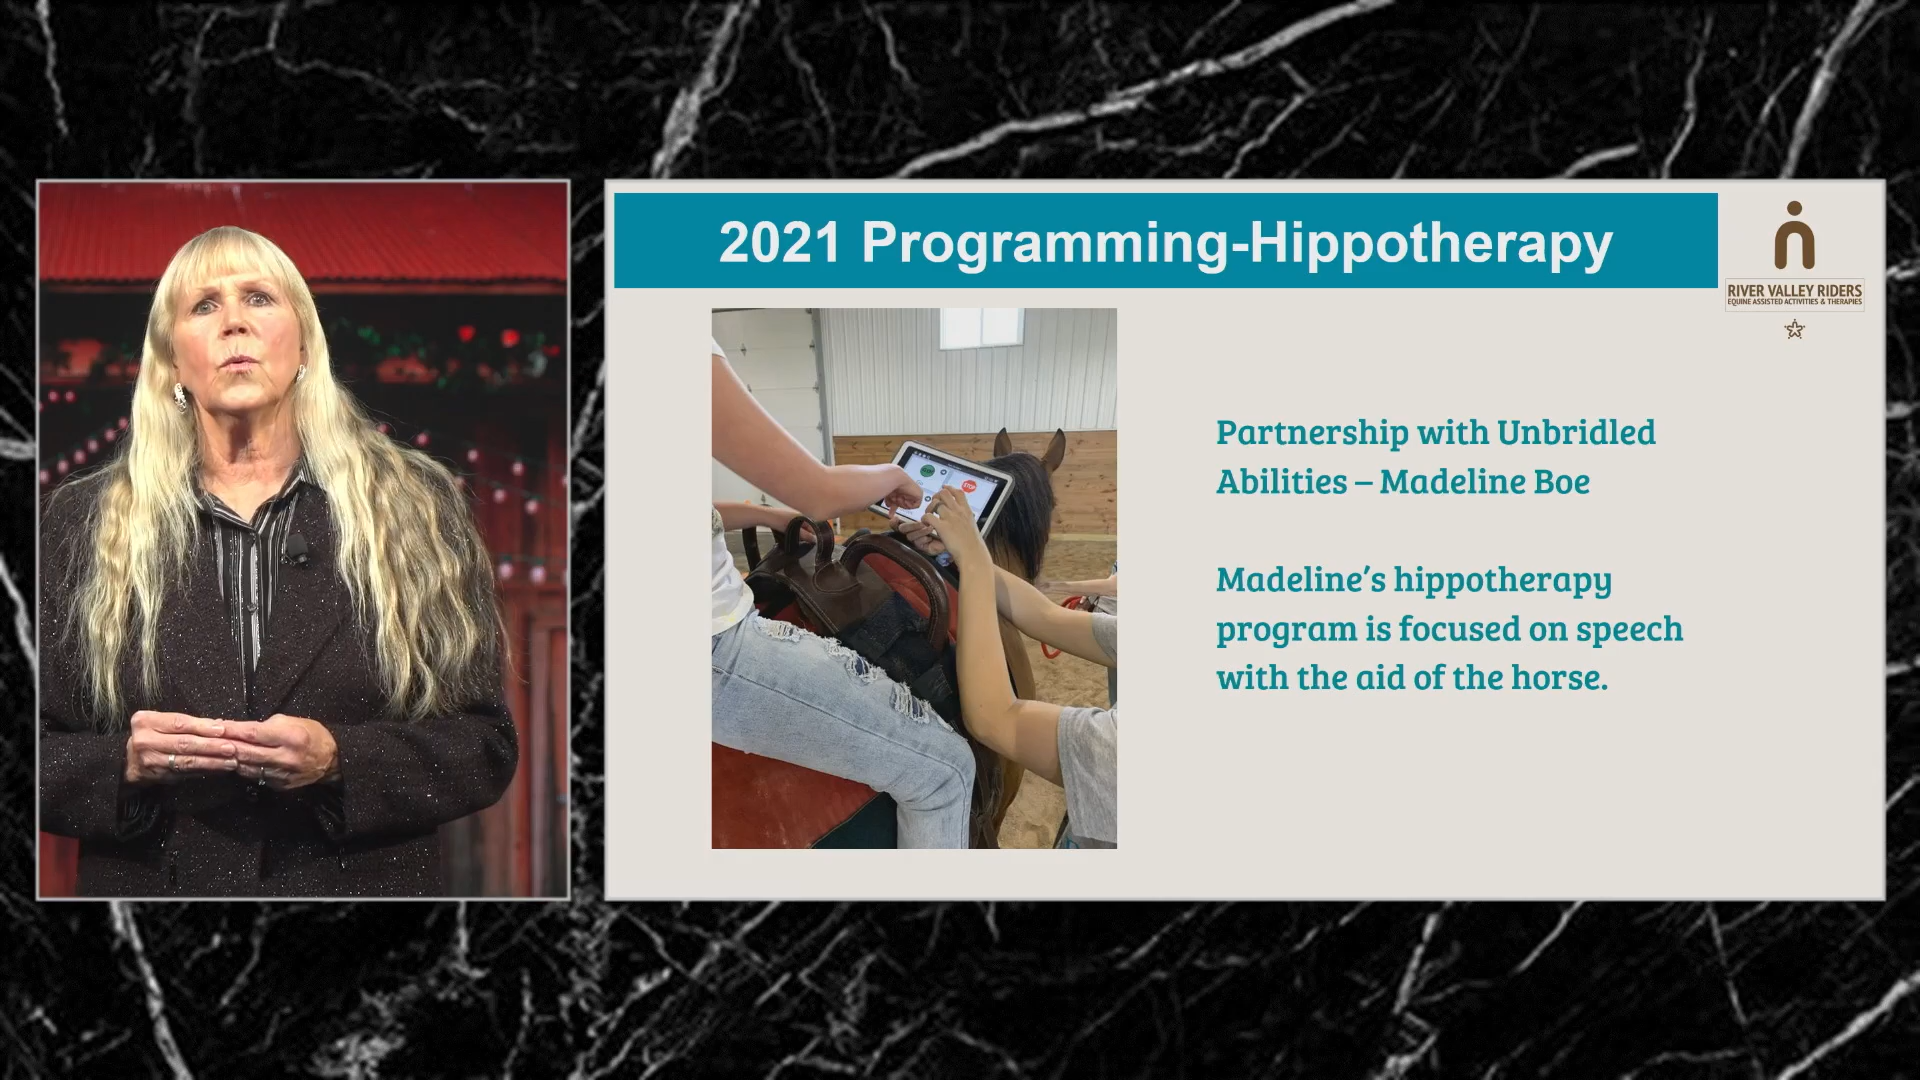 2021 Programming-Hippotherapy
RIVER VALLEY RIDERS
EQUINE ASSISTED ACTIVITIES & THERAPIES
STOP
Partnership with Unbridled
Abilities – Madeline Boe
Madeline’s hippotherapy
program is focused on speech
with the aid of the horse.